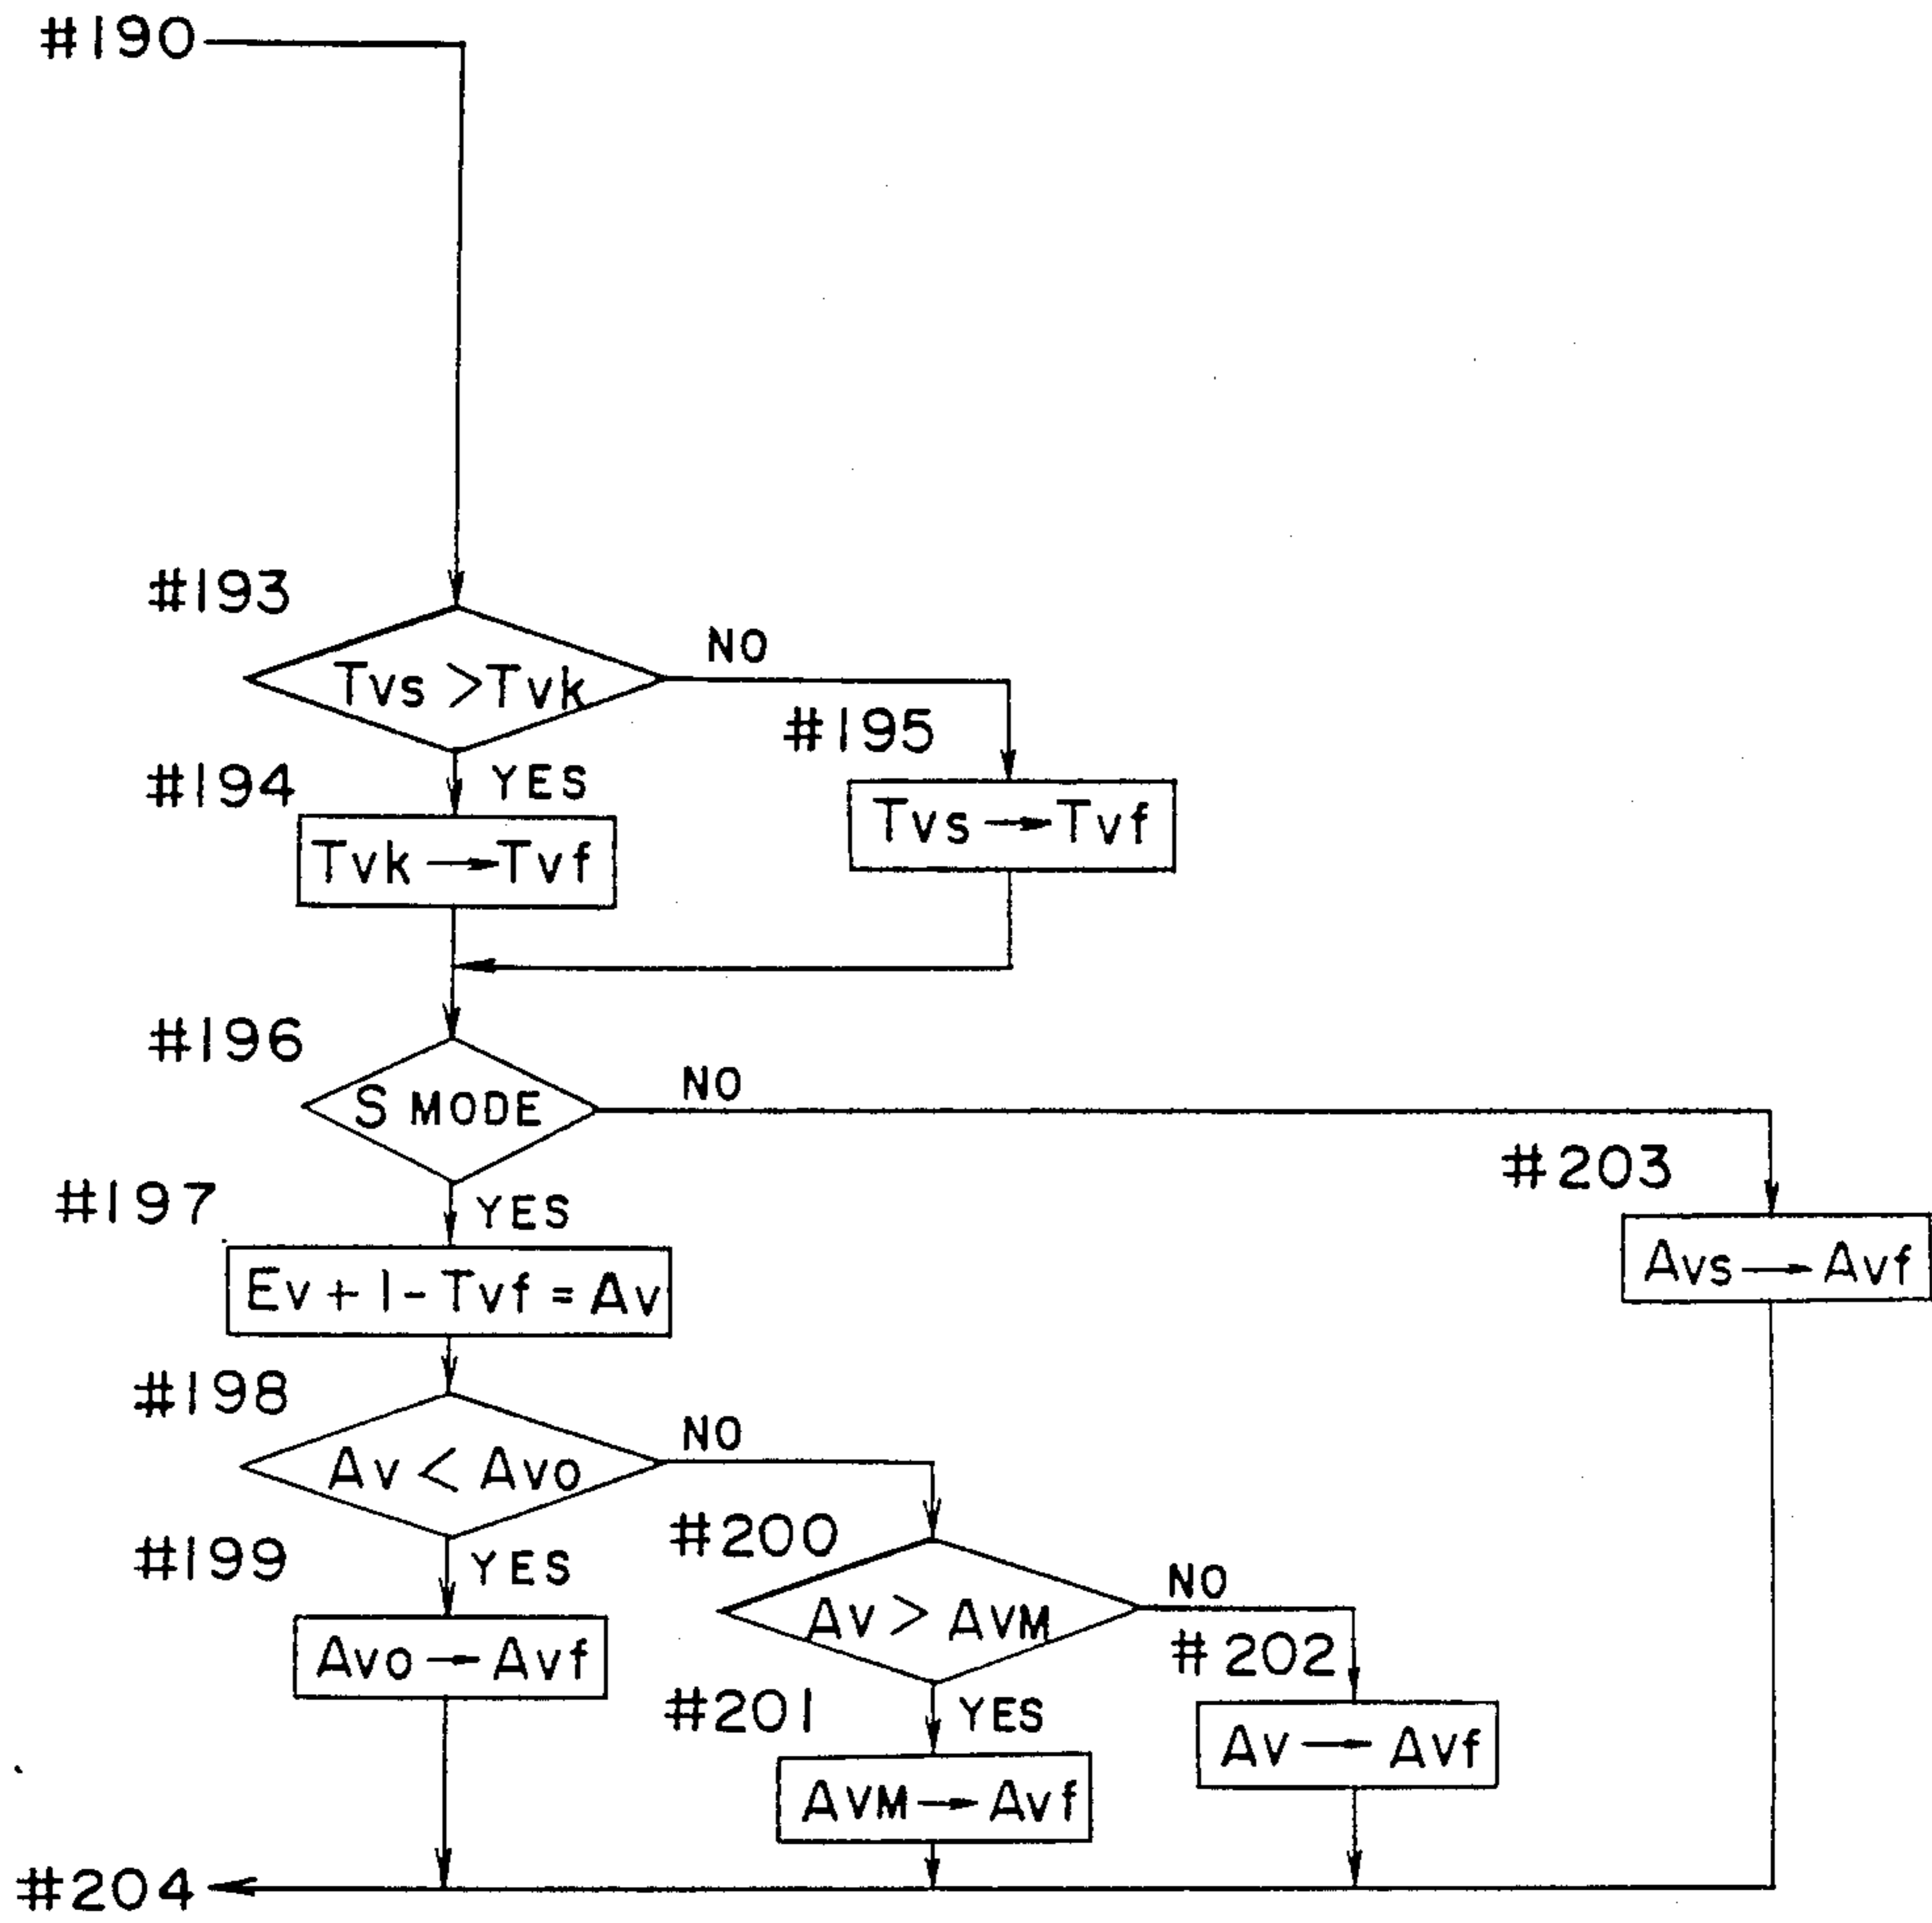 #190
#193
Tvs > Tvk
NO
#195
Tvs → Tvf
#194
YES
Tvk → Tvf
#196
S MODE
NO
#203
Avs → Avf
#197
YES
Ev + 1 - Tvf = Av
#198
Av < Avo
NO
#199
YES
Avo → Avf
#200
Av > AvM
NO
#202
Av → Avf
#201
YES
AvM → Avf
#204